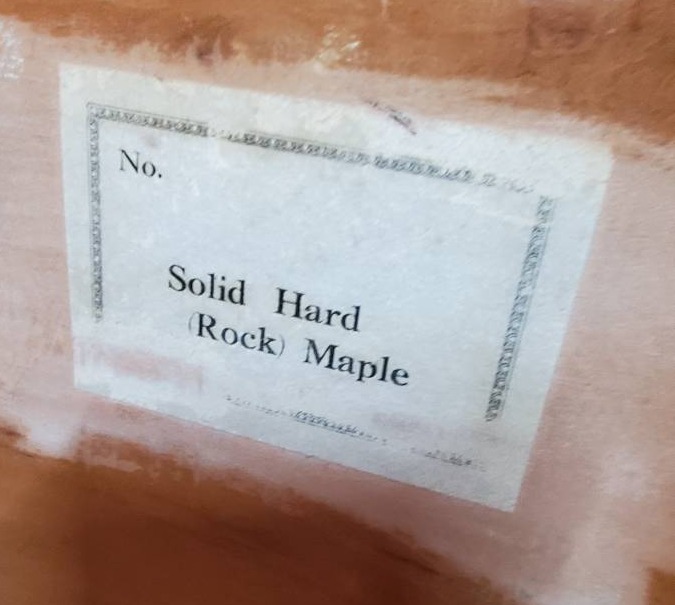 No.
Solid Hard
(Rock) Maple